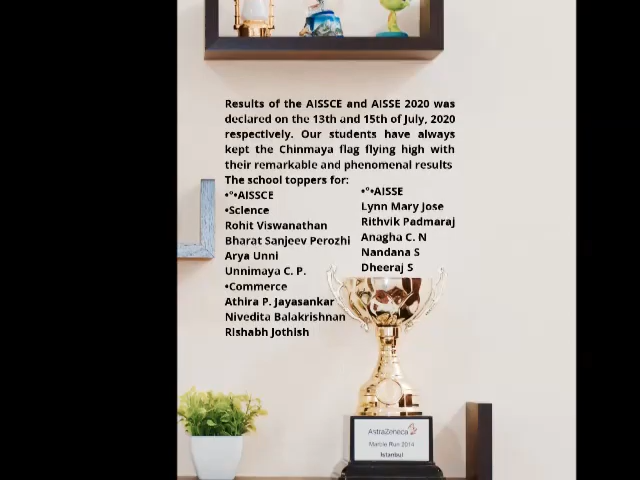 Results of the AISSCE and AISSE 2020 was
declared on the 13th and 15th of July, 2020
respectively. Our students have always
kept the Chinmaya flag flying high with
their remarkable and phenomenal results
The school toppers for:
•°•AISSCE
•Science
Rohit Viswanathan
Bharat Sanjeev Perozhi
Arya Unni
Unnimaya C. P.
•Commerce
Athira P. Jayasankar
Nivedita Balakrishnan
Rishabh Jothish
•°•AISSE
Lynn Mary Jose
Rithvik Padmaraj
Anagha C. N
Nandana S
Dheeraj S
AstraZeneca
Marble Run 2014
Istanbul